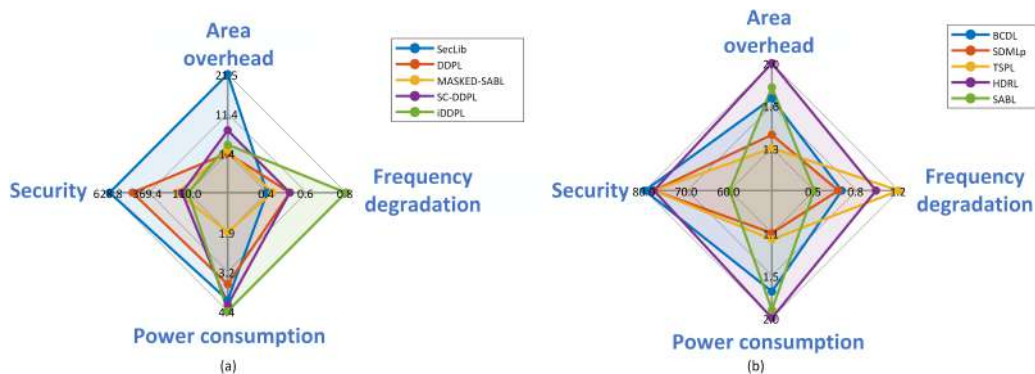 Area
overhead
21.5
11.4
1.4
Security
628.8
369.4
110.0
0.4
0.6
0.8
Frequency
degradation
1.9
3.2
4.4
Power consumption
(a)
SecLib
DDPL
MASKED-SABL
SC-DDPL
iDDPL
Area
overhead
2.0
1.6
1.3
Security
80.0
70.0
60.0
0.5
0.8
1.2
Frequency
degradation
1.1
1.5
2.0
Power consumption
(b)
BCDL
SDMLp
TSPL
HDRL
SABL